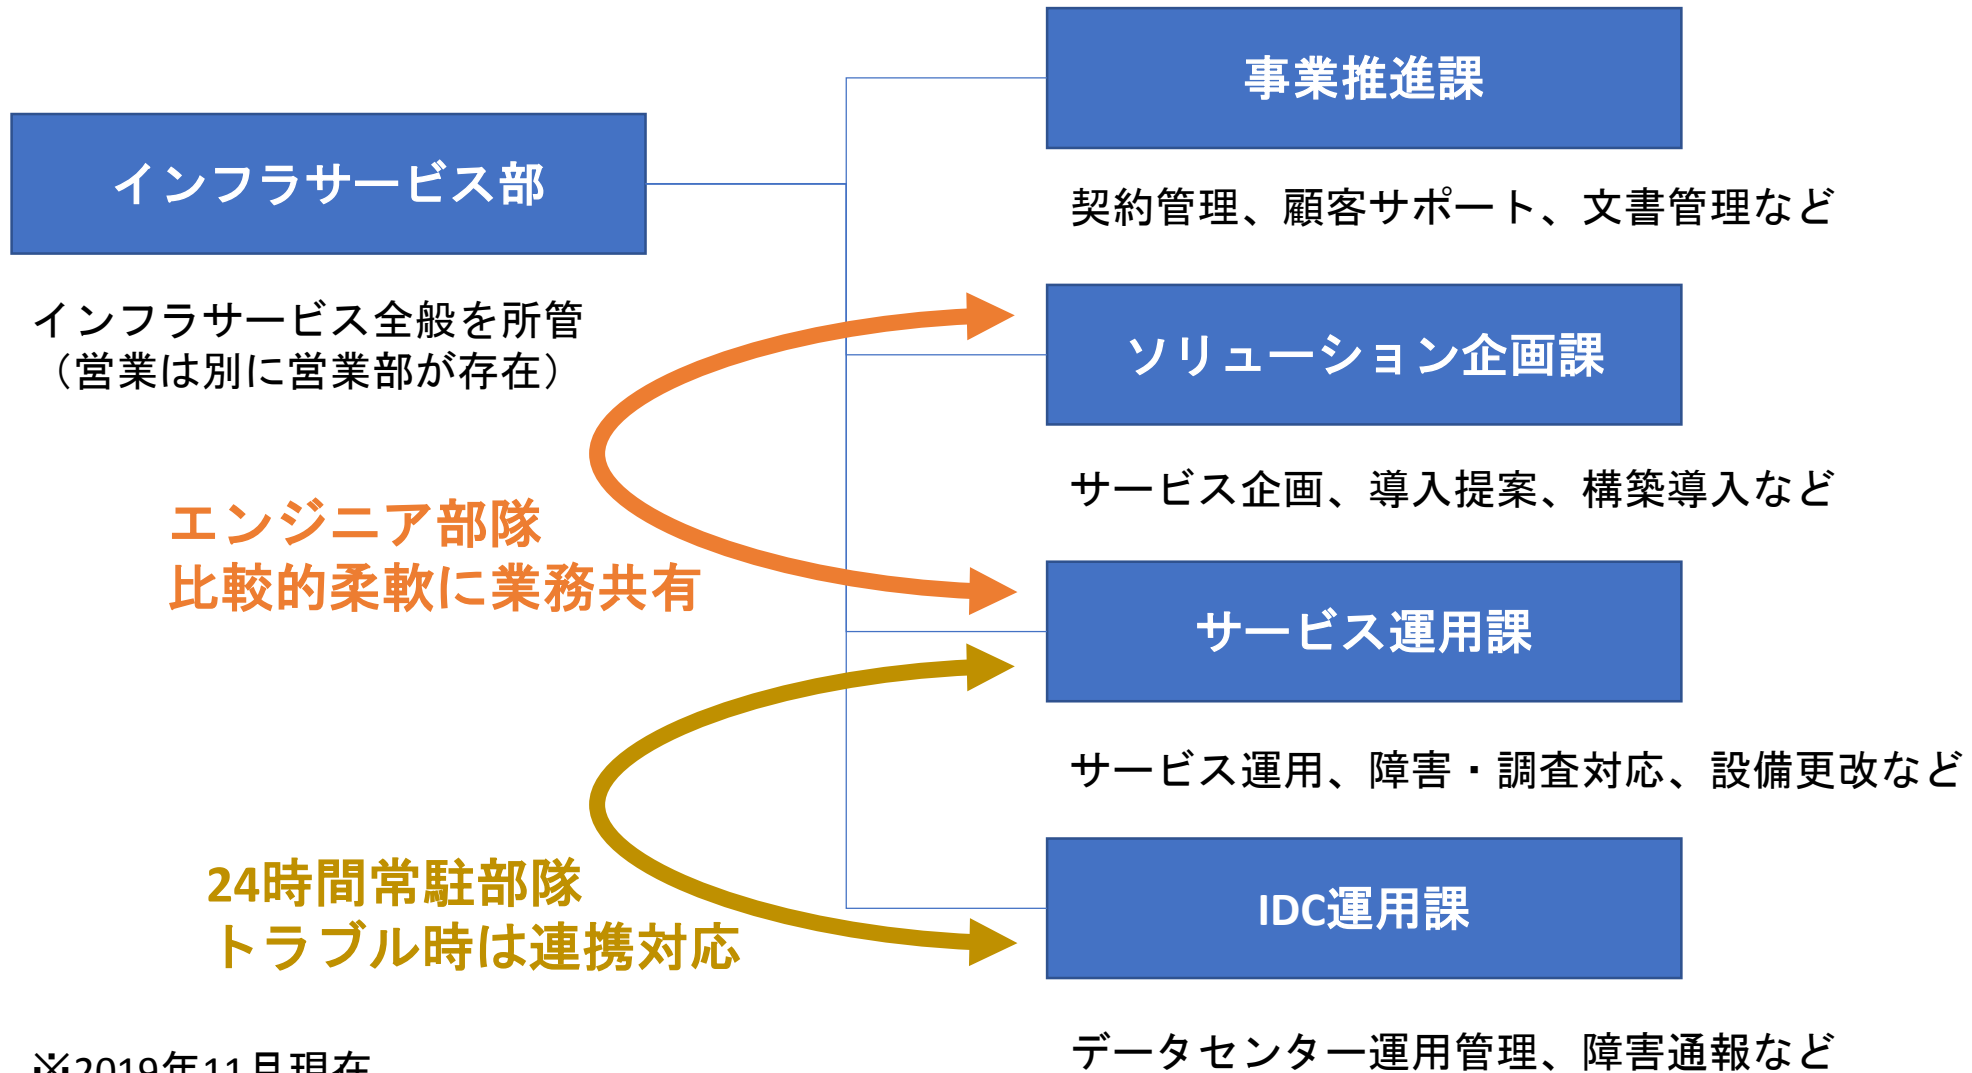 事業推進課
インフラサービス部
契約管理、顧客サポート、文書管理など
インフラサービス全般を所管
（営業は別に営業部が存在）
ソリューション企画課
サービス企画、導入提案、構築導入など
エンジニア部隊
比較的柔軟に業務共有
サービス運用課
サービス運用、障害・調査対応、設備更改など
24時間常駐部隊
トラブル時は連携対応
IDC運用課
データセンター運用管理、障害通報など
※2019年11月現在